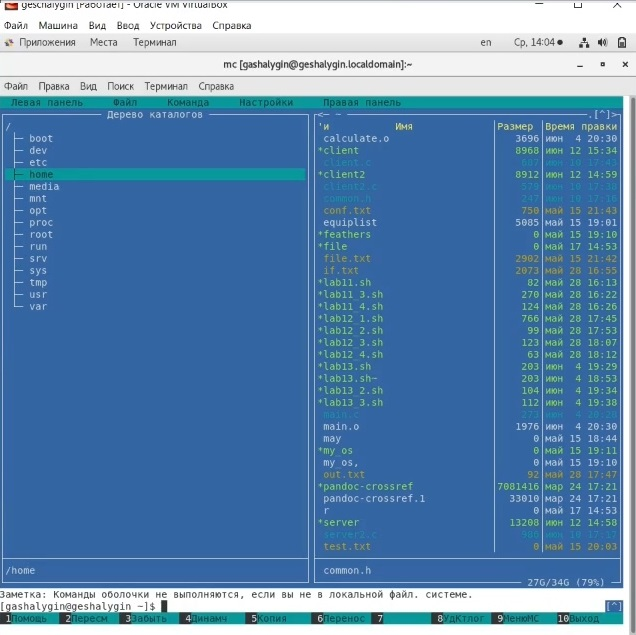 geschalygin [Работает] - Oracle VM VirtualBox
Файл Машина Вид Ввод Устройства Справка
Приложения Места Терминал en Ср, 14:04
mc [gashalygin@geshalygin.localdomain]:~
Файл Правка Вид Поиск Терминал Справка
Левая панель Файл Команда Настройки Правая панель
Дерево каталогов <─ ~ .[^]>
/ 'и Имя Размер Время правки
boot calculate.o 3696 июн 4 20:30
dev *client 8968 июн 12 15:34
etc client.c 687 июн 10 17:43
home *client2 8912 июн 12 14:59
media client2.c 578 июн 10 17:38
mnt common.h 247 июн 10 17:16
opt conf.txt 750 май 15 21:43
proc equiplist 5085 май 15 19:01
root *feathers 0 май 15 19:10
run *file 0 май 17 14:53
srv file.txt 2902 май 15 21:42
sys if.txt 2073 май 28 16:55
tmp *lab11.sh 82 май 28 16:13
usr *lab11_3.sh 270 май 28 16:22
var *lab11_4.sh 124 май 28 16:26
*lab12_1.sh 766 май 28 17:45
*lab12_2.sh 99 май 28 17:53
*lab12_3.sh 123 май 28 18:07
*lab12_4.sh 63 май 28 18:12
*lab13.sh 203 июн 4 19:29
*lab13.sh~ 203 июн 4 18:53
*lab13_2.sh 104 июн 4 19:34
*lab13_3.sh 112 июн 4 19:38
main.c 273 июн 4 20:28
main.o 1976 июн 4 20:30
may 0 май 15 18:44
*my_os 0 май 15 19:11
my_os, 0 май 15 19:10
out.txt 92 май 28 17:47
*pandoc-crossref 7081416 мар 24 17:21
pandoc-crossref.1 33010 мар 24 17:21
r 0 май 17 14:53
*server 13208 июн 12 14:58
server2.c июн 10 17:57
test.txt 0 май 15 20:03
/home common.h
27G/34G (79%)
Заметка: Команды оболочки не выполняются, если вы не в локальной файл. системе.
[gashalygin@geshalygin ~]$ [^]
1Помощь 2Пересм 3Забыть 4Динамч 5Копия 6Перенос 7 8УдКтлог 9МенюMC 10Выход